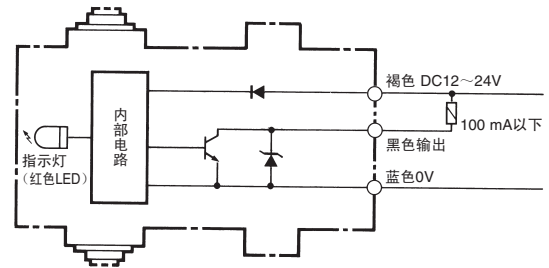 褐色 DC12～24V
内部电路
100 mA以下
黑色输出
指示灯
（红色LED）
蓝色0V